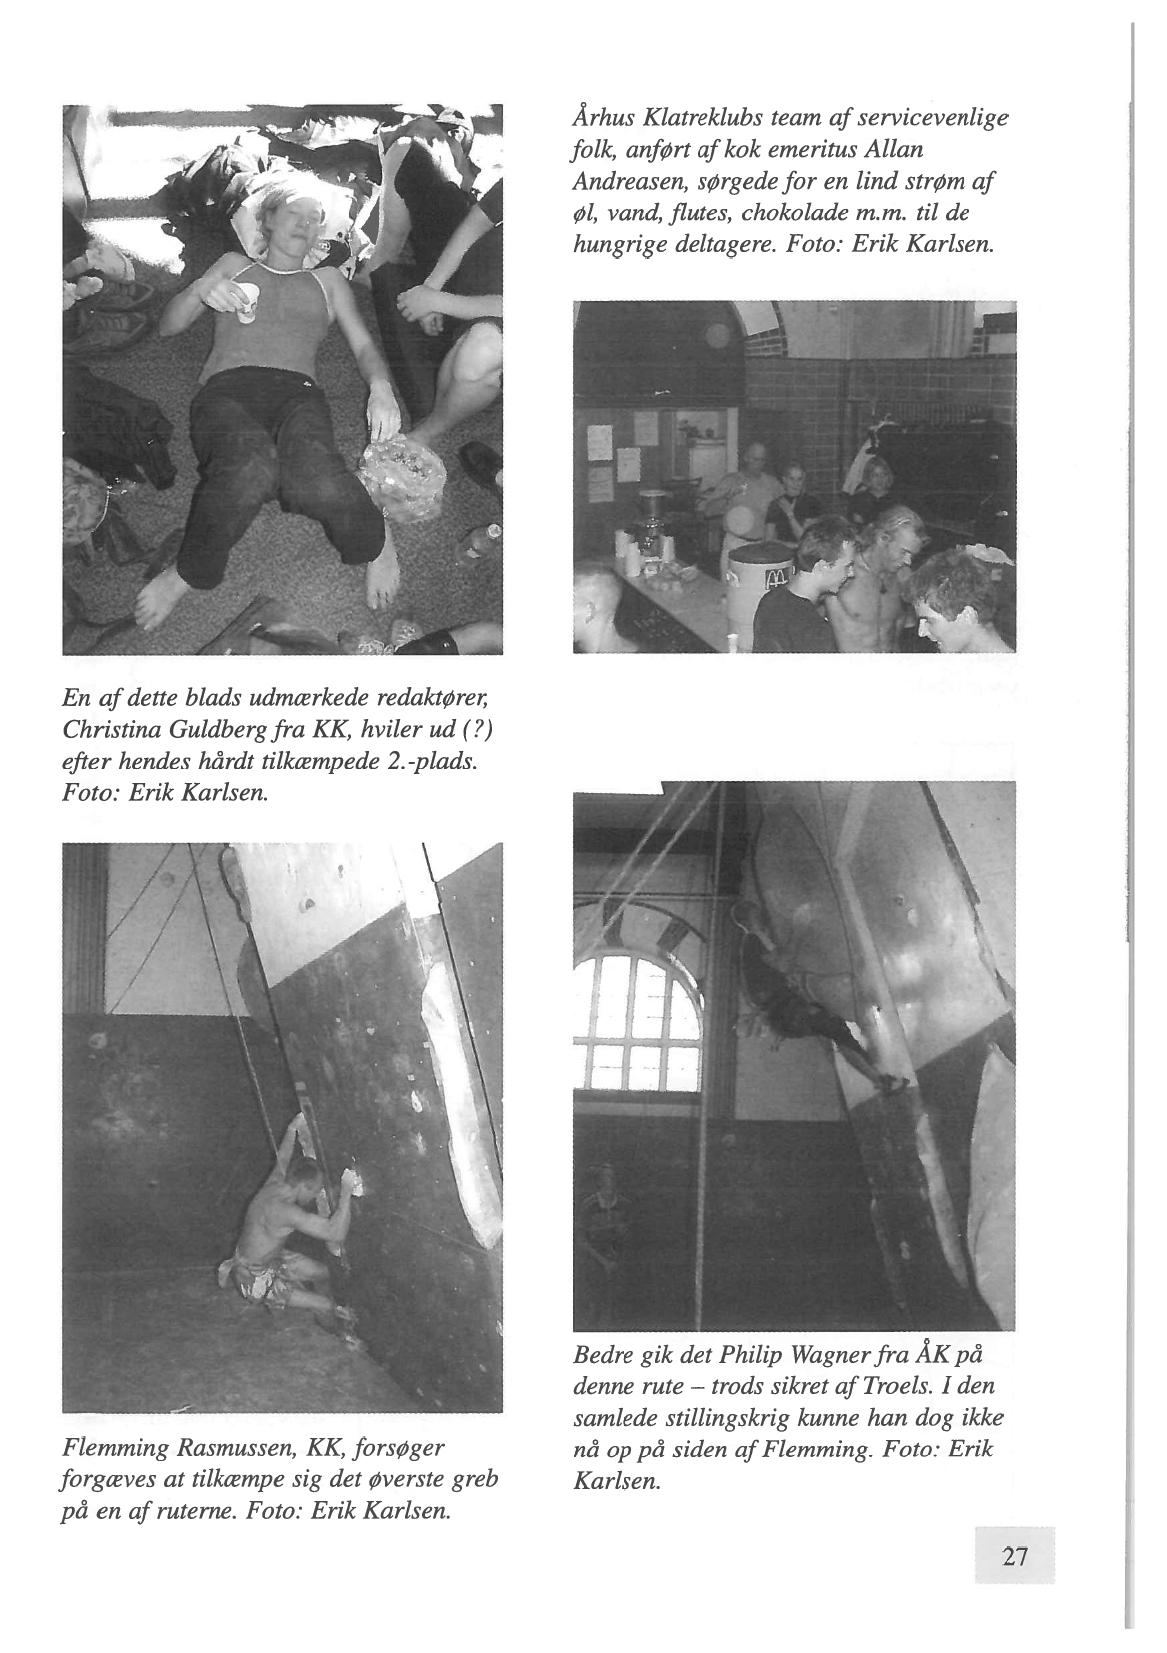 Århus Klatreklubs team af servicevenlige
folk, anført af kok emeritus Allan
Andreasen, sørgede for en lind strøm af
øl, vand, flutes, chokolade m.m. til de
hungrige deltagere. Foto: Erik Karlsen.
En af dette blads udmærkede redaktører,
Christina Guldberg fra KK, hviler ud (?)
efter hendes hårdt tilkæmpede 2.-plads.
Foto: Erik Karlsen.
Flemming Rasmussen, KK, forsøger
forgæves at tilkæmpe sig det øverste greb
på en af ruterne. Foto: Erik Karlsen.
Bedre gik det Philip Wagner fra ÅK på
denne rute – trods sikret af Troels. I den
samlede stillingskrig kunne han dog ikke
nå op på siden af Flemming. Foto: Erik
Karlsen.
27